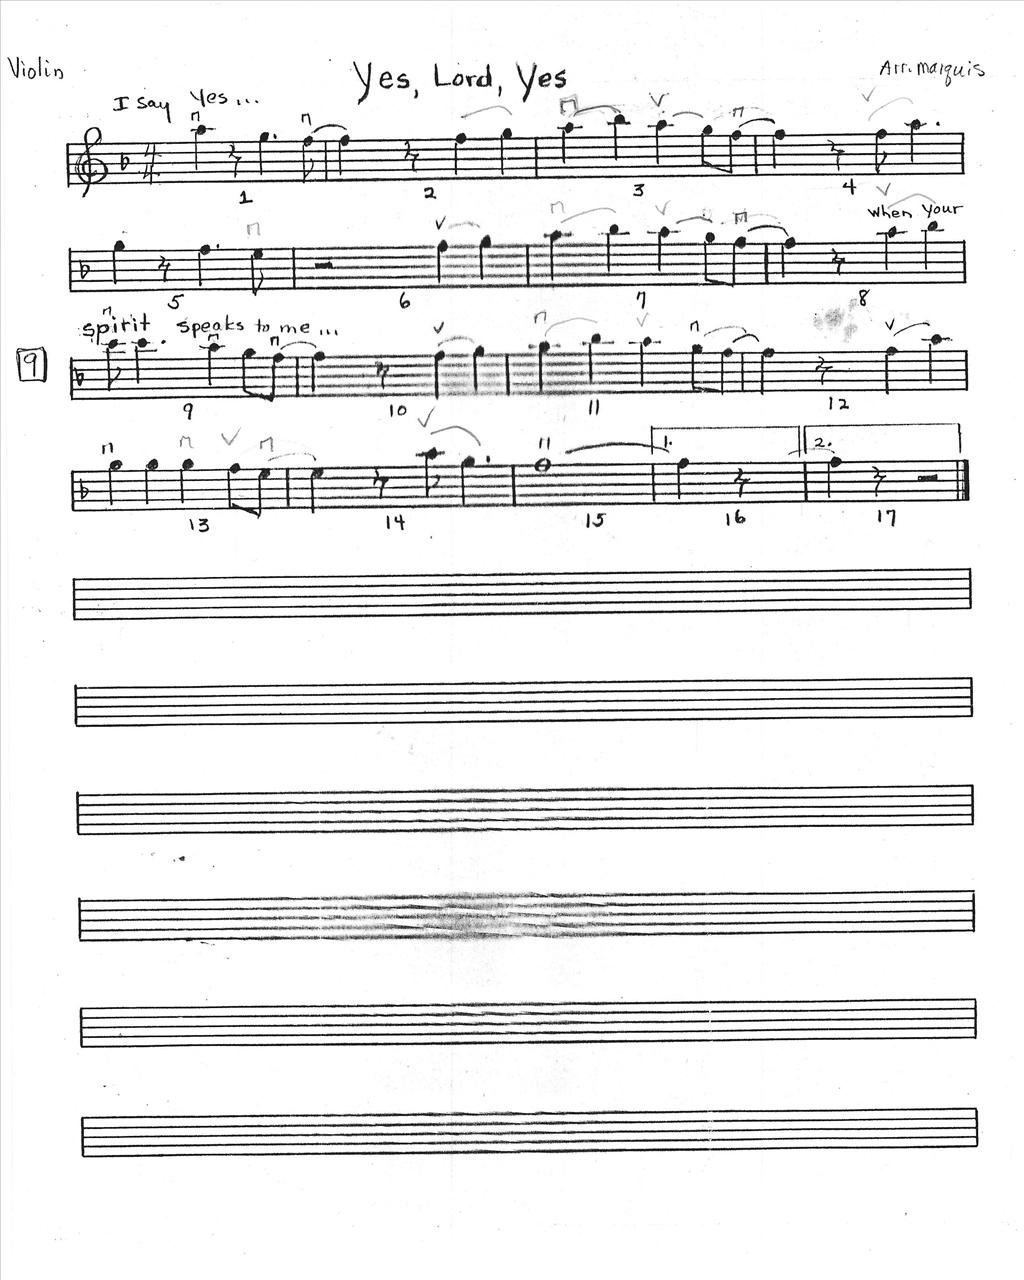 Violin
Yes, Lord, Yes
Arr. Marquis
I say Yes...
1 2 3 4
when Your
5 6 7 8
spirit speaks to me...
9
9 10 11 12
1. 2.
13 14 15 16 17